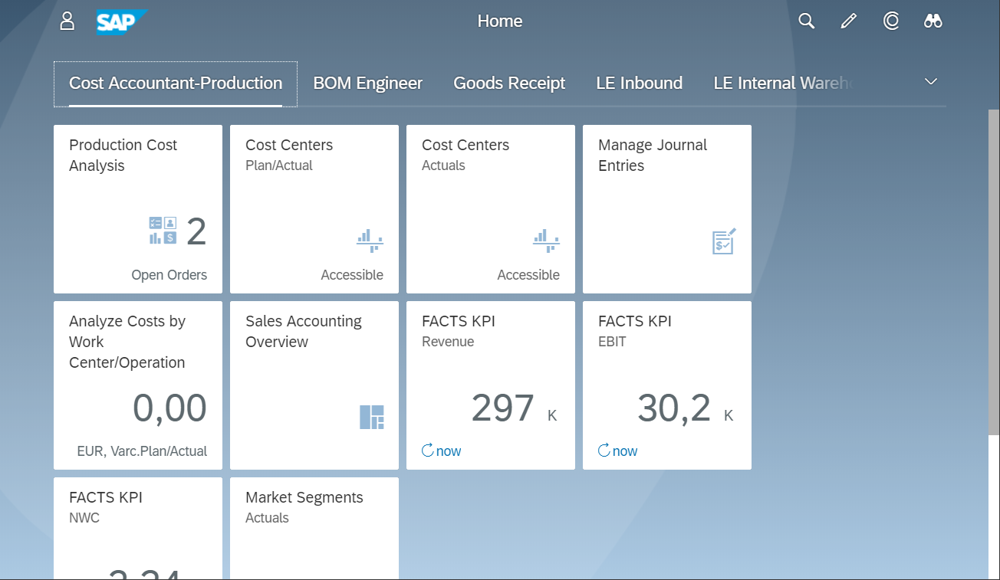 SAP
Home
Cost Accountant-Production
BOM Engineer
Goods Receipt
LE Inbound
LE Internal
Production Cost
Analysis
2
Open Orders
Cost Centers
Plan/Actual
Accessible
Cost Centers
Actuals
Accessible
Manage Journal
Entries
Analyze Costs by
Work
Center/Operation
0,00
EUR, Varc.Plan/Actual
Sales Accounting
Overview
FACTS KPI
Revenue
297 K
now
FACTS KPI
EBIT
30,2 K
now
FACTS KPI
NWC
Market Segments
Actuals